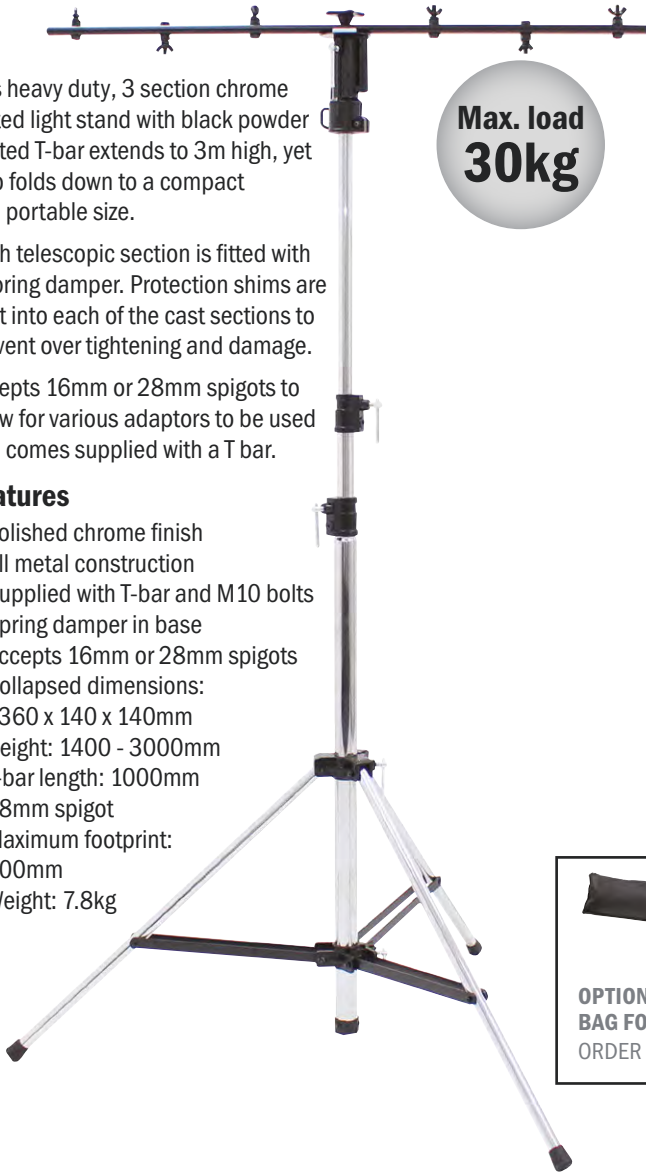 s heavy duty, 3 section chrome
ted light stand with black powder
ted T-bar extends to 3m high, yet
o folds down to a compact
portable size.
h telescopic section is fitted with
pring damper. Protection shims are
t into each of the cast sections to
vent over tightening and damage.
epts 16mm or 28mm spigots to
w for various adaptors to be used
comes supplied with a T bar.
atures
olished chrome finish
ll metal construction
upplied with T-bar and M10 bolts
pring damper in base
ccepts 16mm or 28mm spigots
ollapsed dimensions:
360 x 140 x 140mm
eight: 1400 - 3000mm
-bar length: 1000mm
8mm spigot
aximum footprint:
00mm
Weight: 7.8kg
Max. load
30kg
OPTION
BAG FO
ORDER